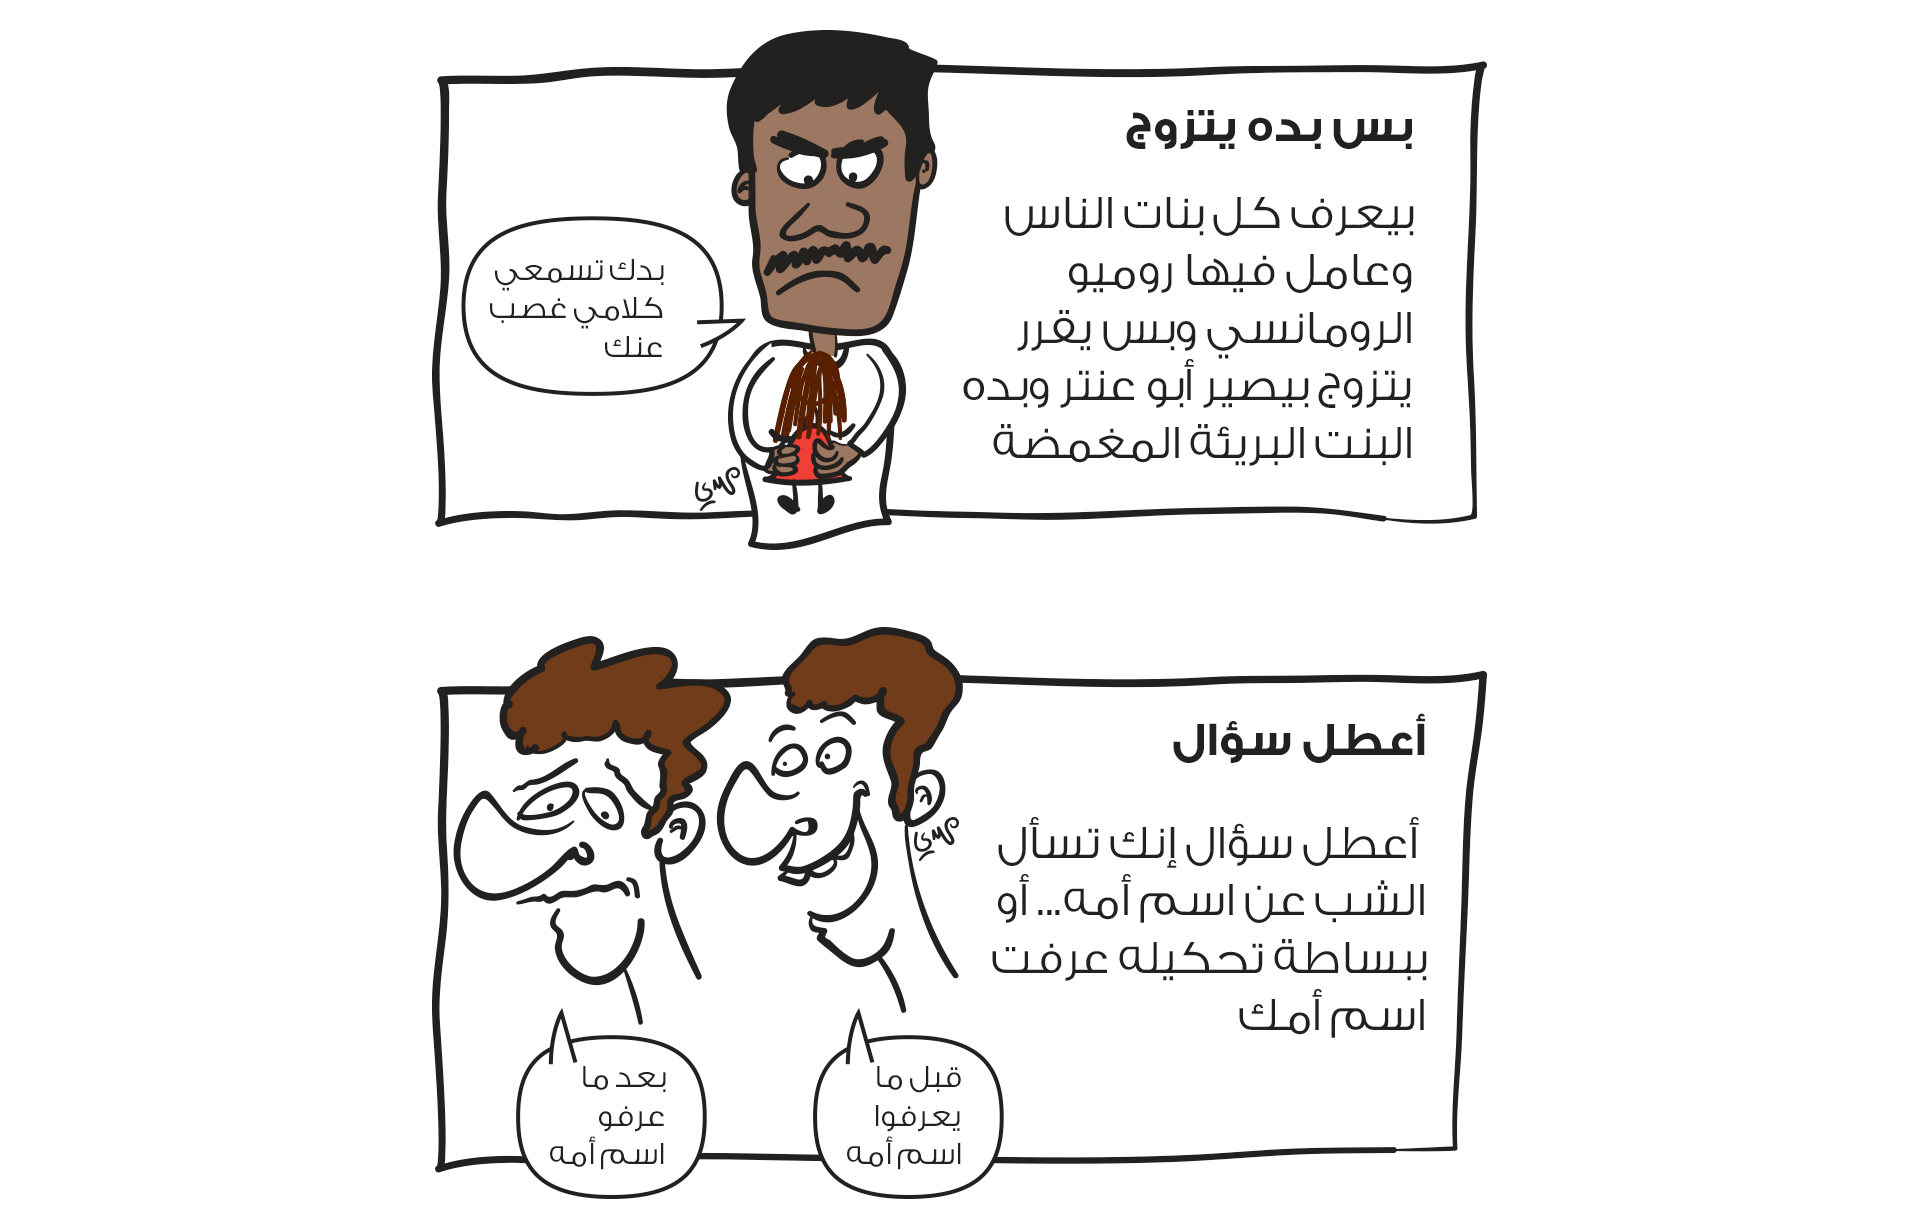 بس بده يتزوج
بيعرف كل بنات الناس
وعامل فيها روميو
الرومانسي وبس يقرر
يتزوج بيصير أبو عنتر وبده
البنت البريئة المغمضة
بدك تسمعي
كلامي غصب
عنك
أعطل سؤال
أعطل سؤال إنك تسأل
الشب عن اسم أمه... أو
ببساطة تحكيله عرفت
اسم أمك
قبل ما
يعرفوا
اسم أمه
بعد ما
عرفو
اسم أمه